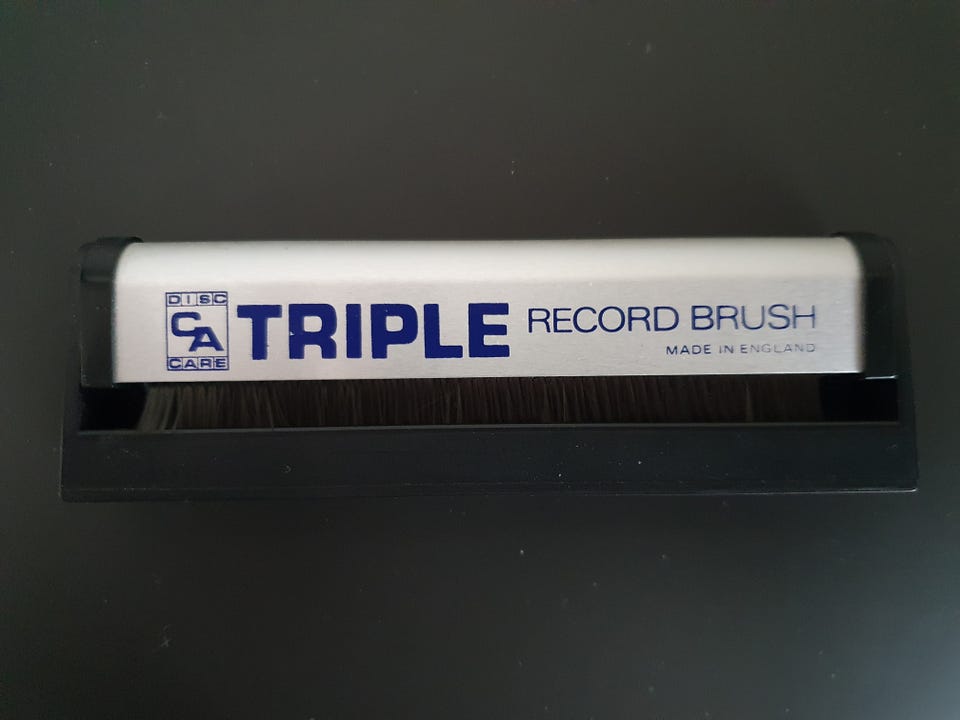 DISC
CA
CARE
TRIPLE RECORD BRUSH
MADE IN ENGLAND